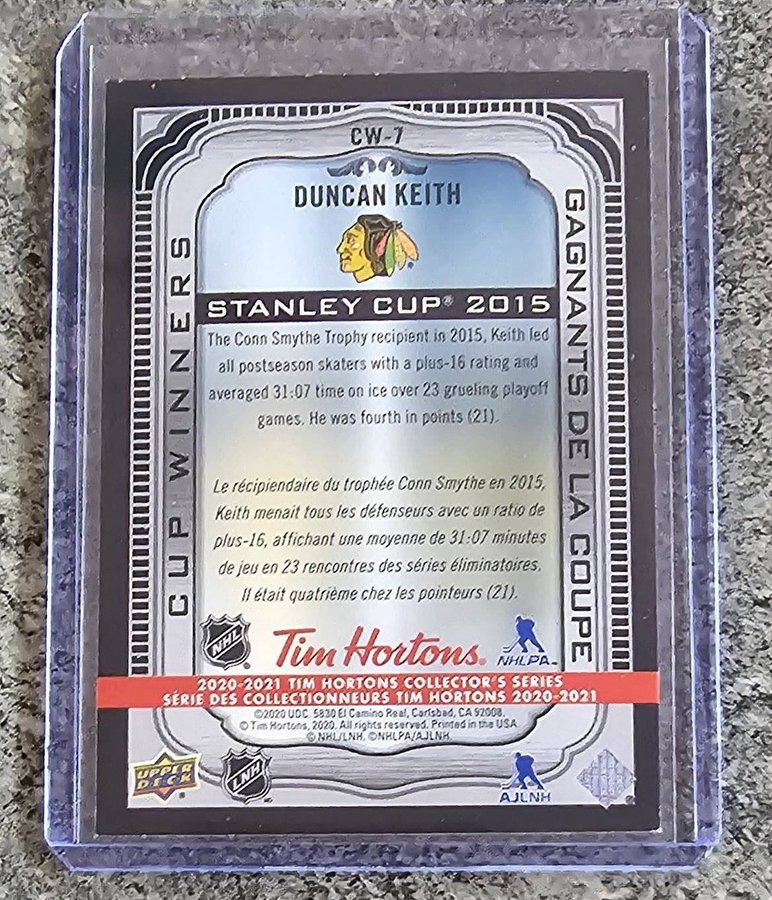 CW-7
DUNCAN KEITH
CUP WINNERS
GAGNANTS DE LA COUPE
STANLEY CUP® 2015
The Conn Smythe Trophy recipient in 2015, Keith led
all postseason skaters with a plus-16 rating and
averaged 31:07 time on ice over 23 grueling playoff
games. He was fourth in points (21).
Le récipiendaire du trophée Conn Smythe en 2015,
Keith menait tous les défenseurs avec un ratio de
plus-16, affichant une moyenne de 31:07 minutes
de jeu en 23 rencontres des séries éliminatoires.
Il était quatrième chez les pointeurs (21).
NHL
Tim Hortons®
NHLPA
2020-2021 TIM HORTONS COLLECTOR'S SERIES
SÉRIE DES COLLECTIONNEURS TIM HORTONS 2020-2021
©2020 UDC. 5830 El Camino Real, Carlsbad, CA 92008.
© Tim Hortons, 2020. All rights reserved. Printed in the USA.
© NHL/LNH. ©NHLPA/AJLNH.
UPPER DECK
LNH
AJLNH